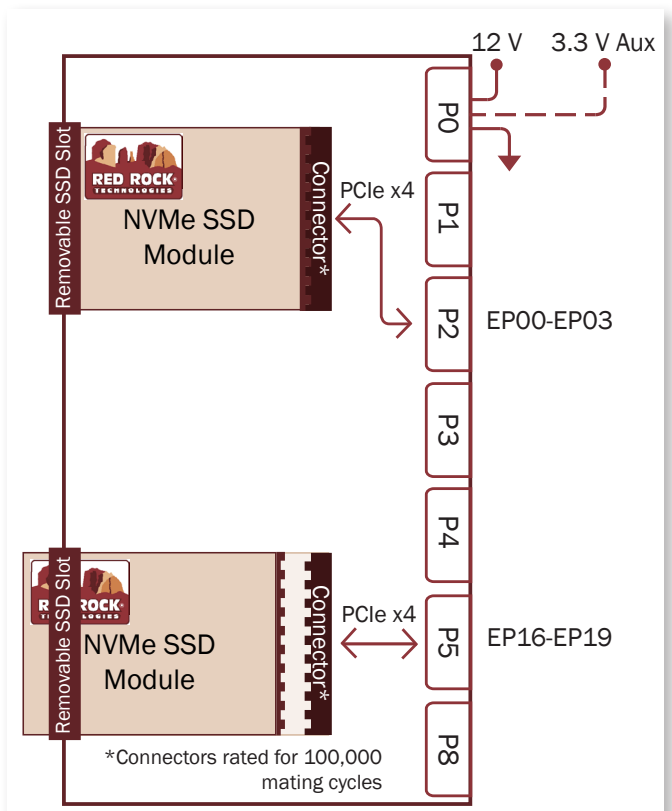 12 V
3.3 V Aux
P0
Removable SSD Slot
RED ROCK®
TECHNOLOGIES
NVMe SSD
Module
Connector*
PCIe x4
P1
P2
EP00-EP03
P3
P4
Removable SSD Slot
RED ROCK®
TECHNOLOGIES
NVMe SSD
Module
Connector*
PCIe x4
P5
EP16-EP19
P8
*Connectors rated for 100,000
mating cycles